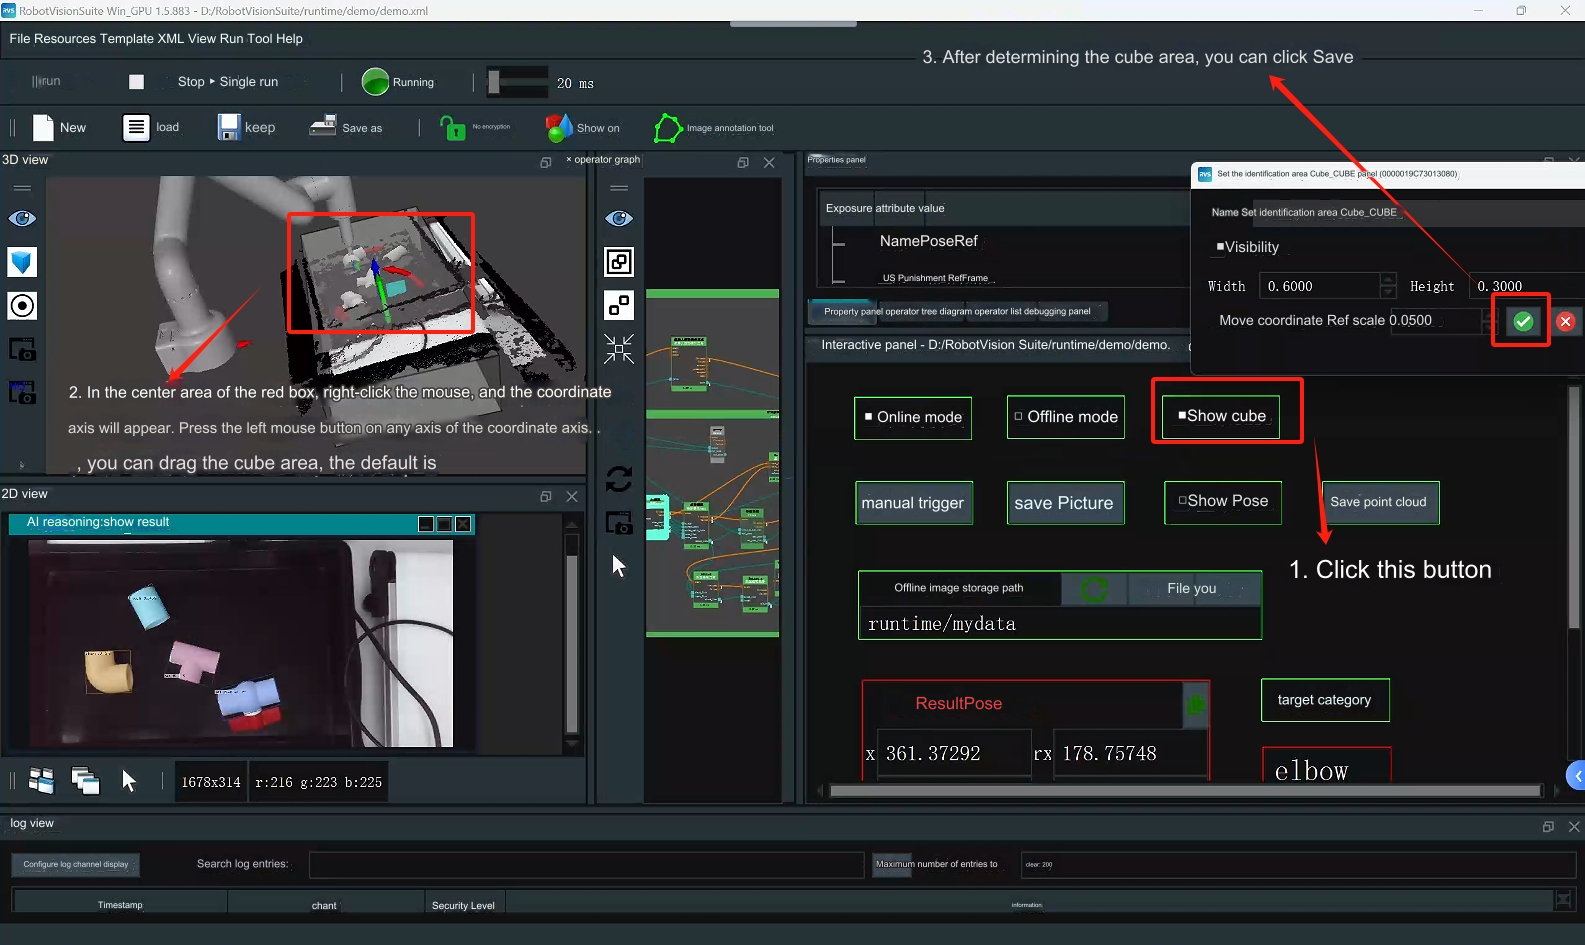 RobotVisionSuite Win_GPU 1.5.883 - D:/RobotVisionSuite/runtime/demo/demo.xml
File Resources Template XML View Run Tool Help
3. After determining the cube area, you can click Save
run
Stop ▸ Single run
Running
20 ms
New
load
keep
Save as
No encryption
Show on
Image annotation tool
3D view
× operator graph
Properties panel
Set the identification area Cube_CUBE panel (0000019C73013080)
Exposure attribute value
Name Set identification area Cube_CUBE
NamePoseRef
Visibility
US Punishment RefFrame
Width 0.6000 Height 0.3000
Property panel operator tree diagram operator list debugging panel
Move coordinate Ref scale 0.0500
Interactive panel - D:/RobotVision Suite/runtime/demo/demo.
2. In the center area of the red box, right-click the mouse, and the coordinate
axis will appear. Press the left mouse button on any axis of the coordinate axis. .
, you can drag the cube area, the default is
Online mode
Offline mode
Show cube
2D view
AI reasoning:show result
manual trigger
save Picture
Show Pose
Save point cloud
1. Click this button
Offline image storage path
File you
runtime/mydata
ResultPose
target category
x 361.37292 rx 178.75748
elbow
1678x314 r:216 g:223 b:225
log view
Configure log channel display
Search log entries:
Maximum number of entries to
clear: 200
Timestamp
chant
Security Level
information